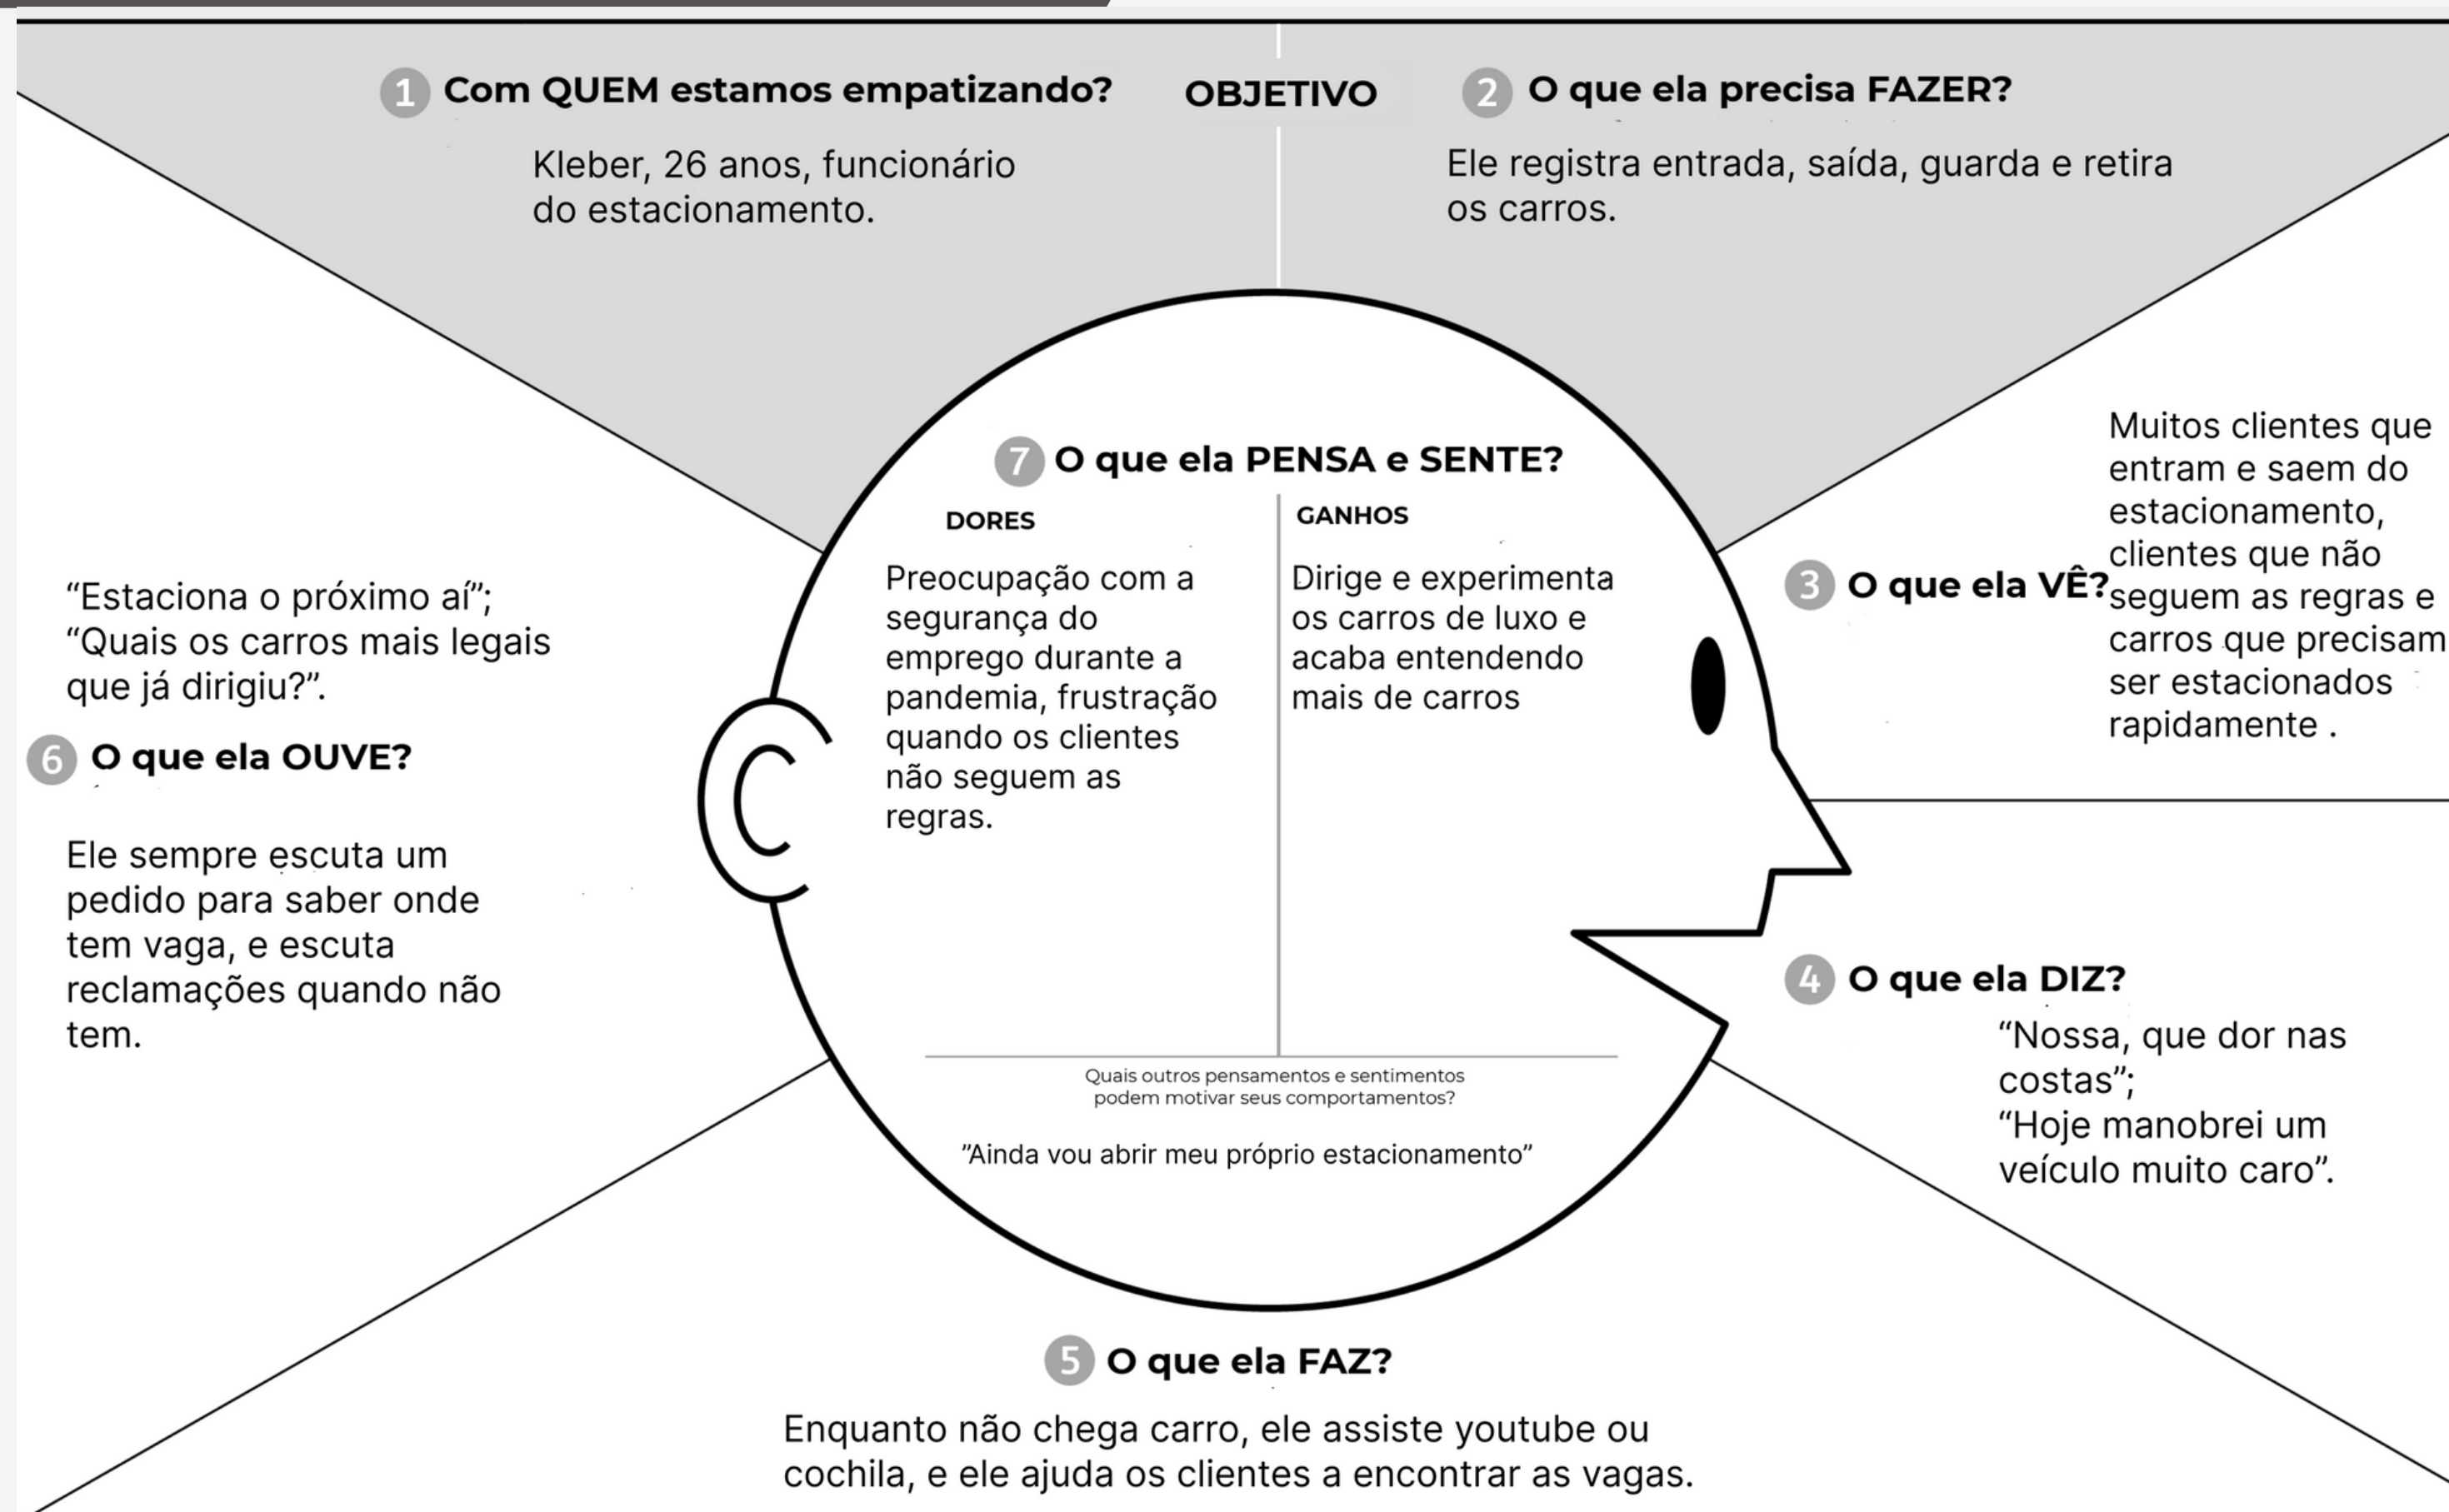 1 Com QUEM estamos empatizando?
Kleber, 26 anos, funcionário
do estacionamento.
OBJETIVO
2 O que ela precisa FAZER?
Ele registra entrada, saída, guarda e retira
os carros.
3 O que ela VÊ?
Muitos clientes que
entram e saem do
estacionamento,
clientes que não
seguem as regras e
carros que precisam
ser estacionados
rapidamente .
4 O que ela DIZ?
“Nossa, que dor nas
costas”;
“Hoje manobrei um
veículo muito caro”.
5 O que ela FAZ?
Enquanto não chega carro, ele assiste youtube ou
cochila, e ele ajuda os clientes a encontrar as vagas.
“Estaciona o próximo aí”;
“Quais os carros mais legais
que já dirigiu?”.
6 O que ela OUVE?
Ele sempre escuta um
pedido para saber onde
tem vaga, e escuta
reclamações quando não
tem.
7 O que ela PENSA e SENTE?
DORES
Preocupação com a
segurança do
emprego durante a
pandemia, frustração
quando os clientes
não seguem as
regras.
GANHOS
Dirige e experimenta
os carros de luxo e
acaba entendendo
mais de carros
Quais outros pensamentos e sentimentos
podem motivar seus comportamentos?
”Ainda vou abrir meu próprio estacionamento”